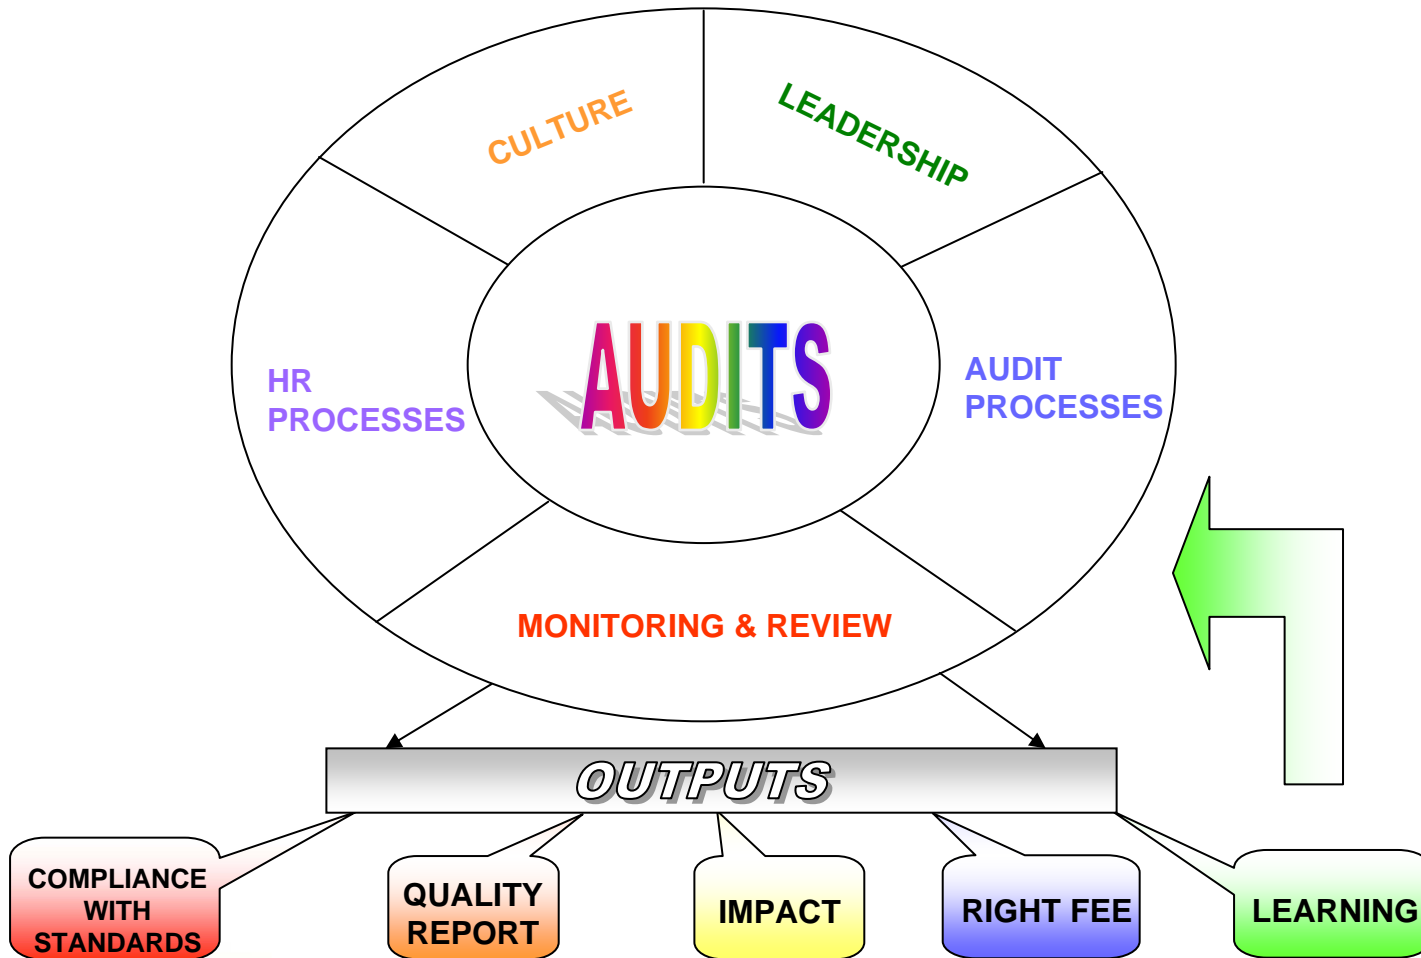 CULTURE
LEADERSHIP
HR
PROCESSES
AUDITS
AUDIT
PROCESSES
MONITORING & REVIEW
OUTPUTS
COMPLIANCE
WITH
STANDARDS
QUALITY
REPORT
IMPACT
RIGHT FEE
LEARNING